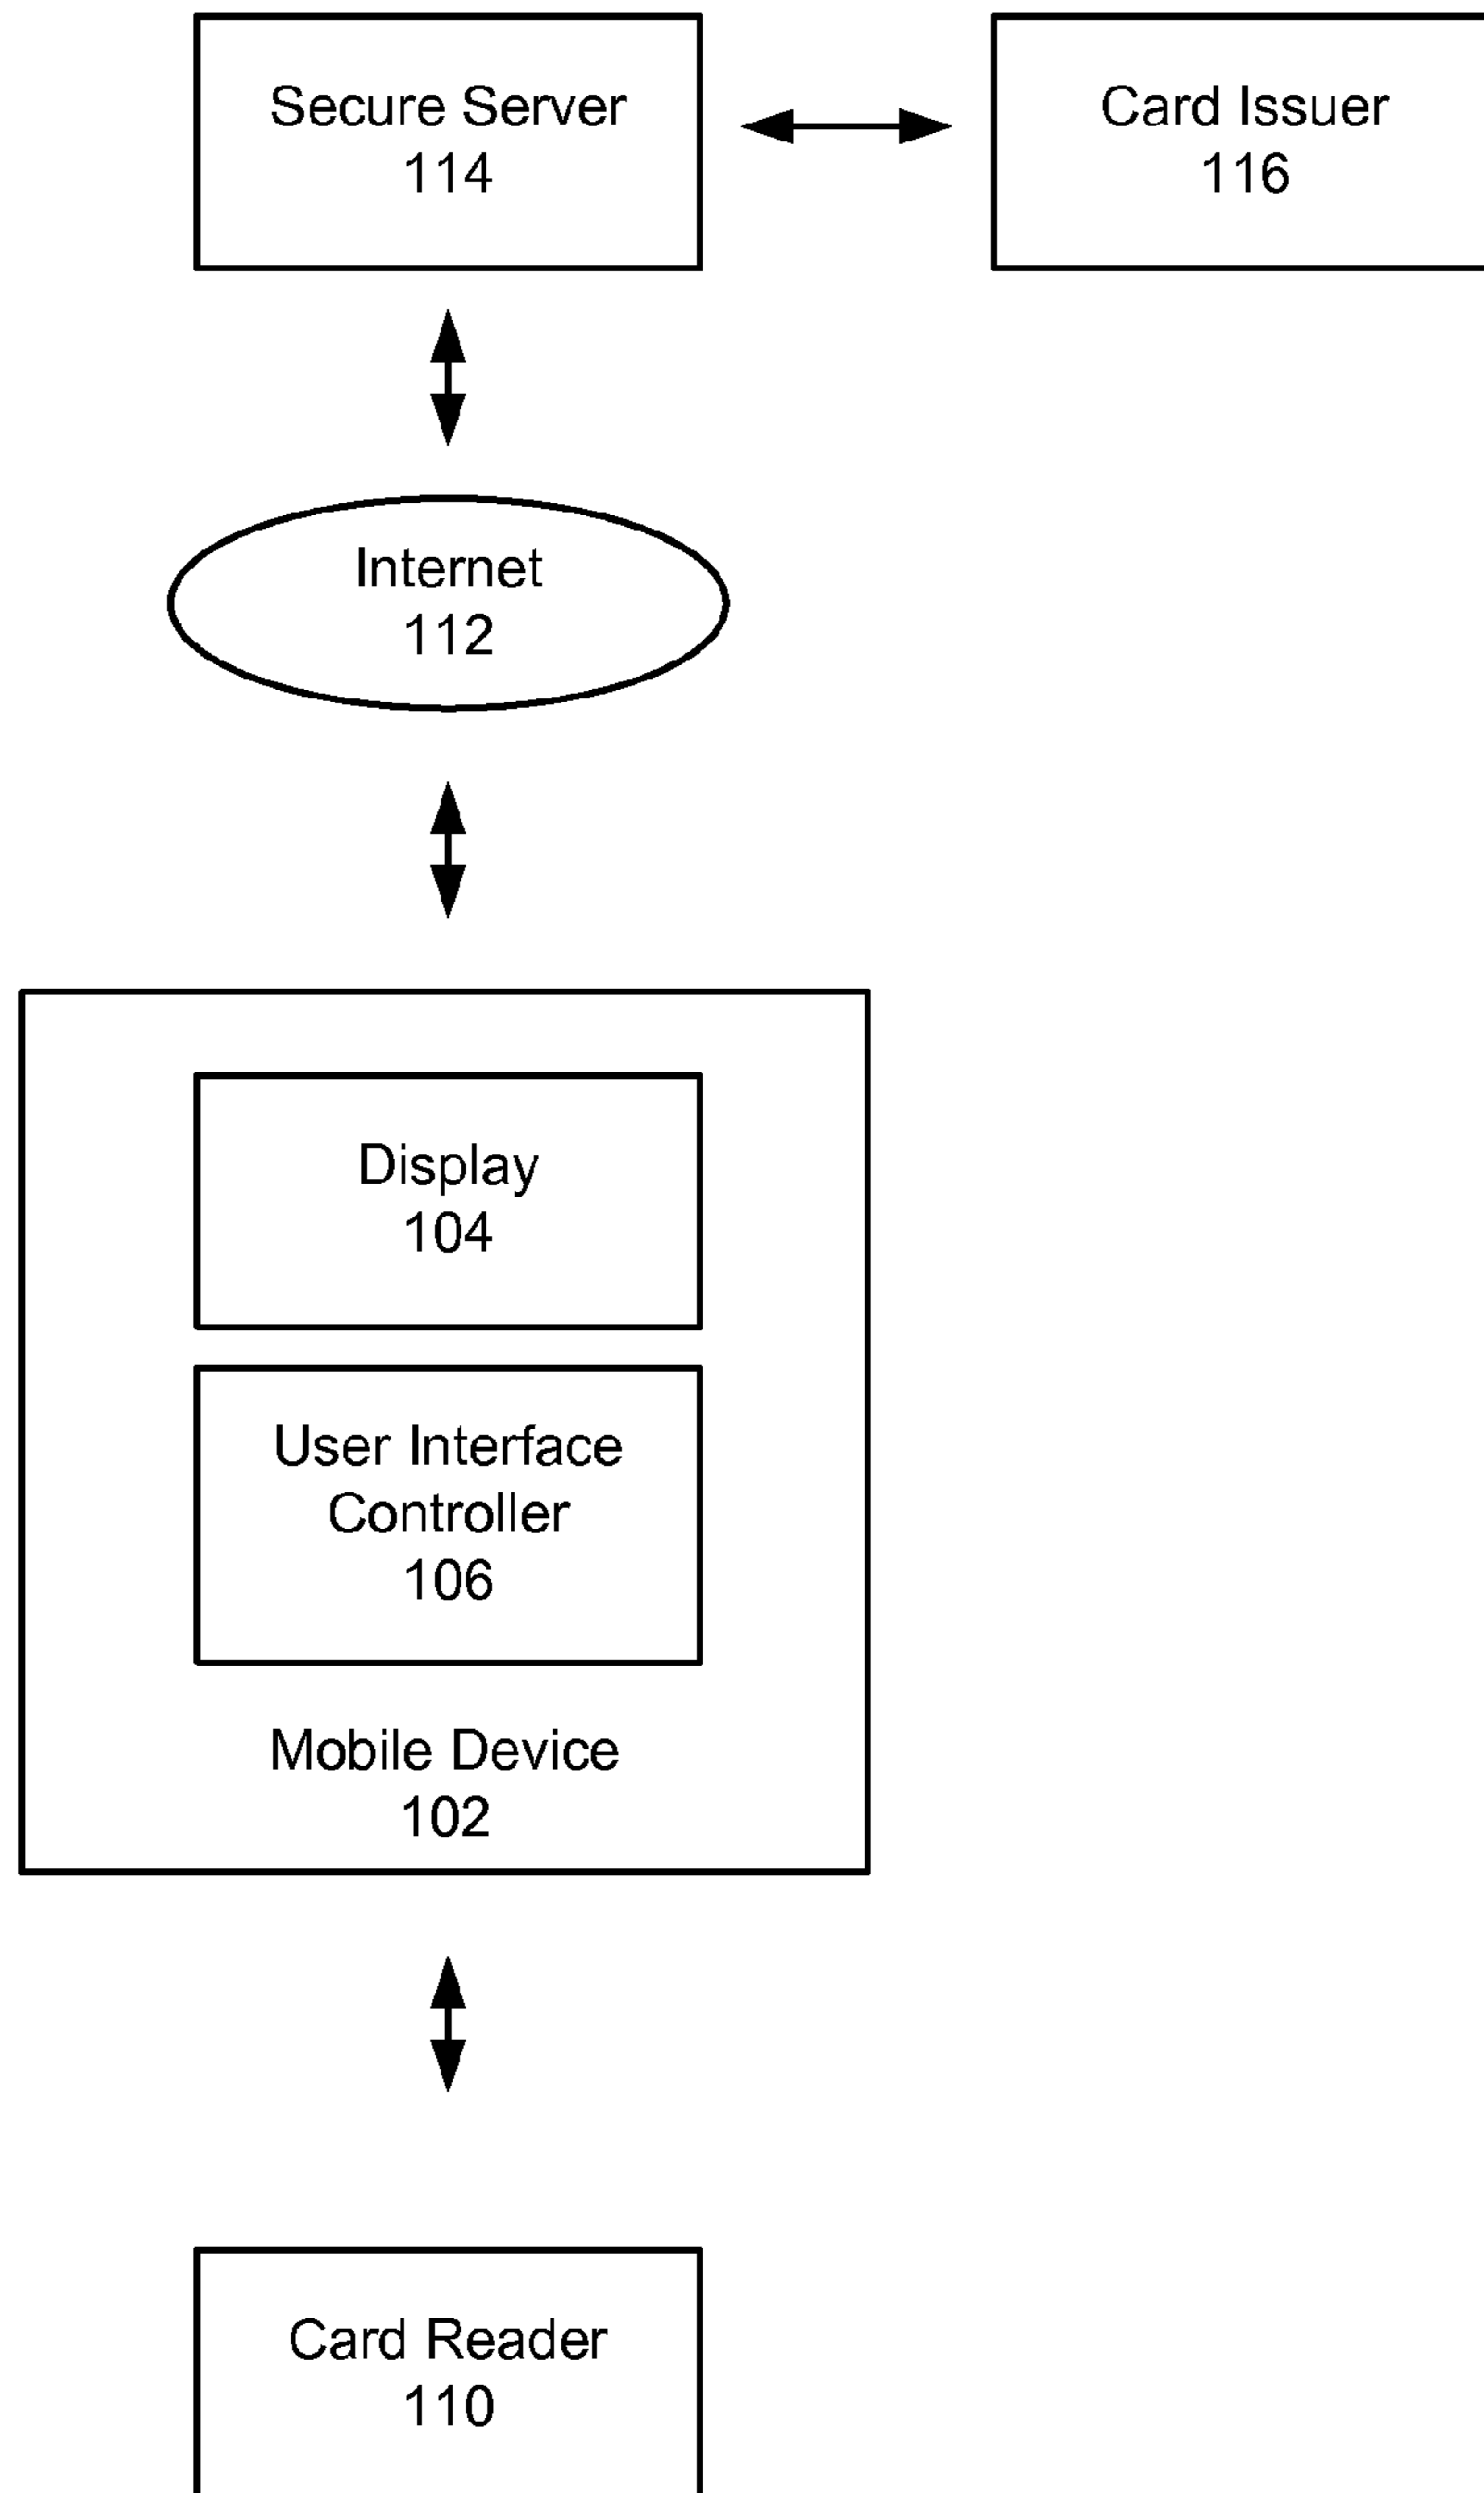 Secure Server
114
Card Issuer
116
Internet
112
Display
104
User Interface
Controller
106
Mobile Device
102
Card Reader
110